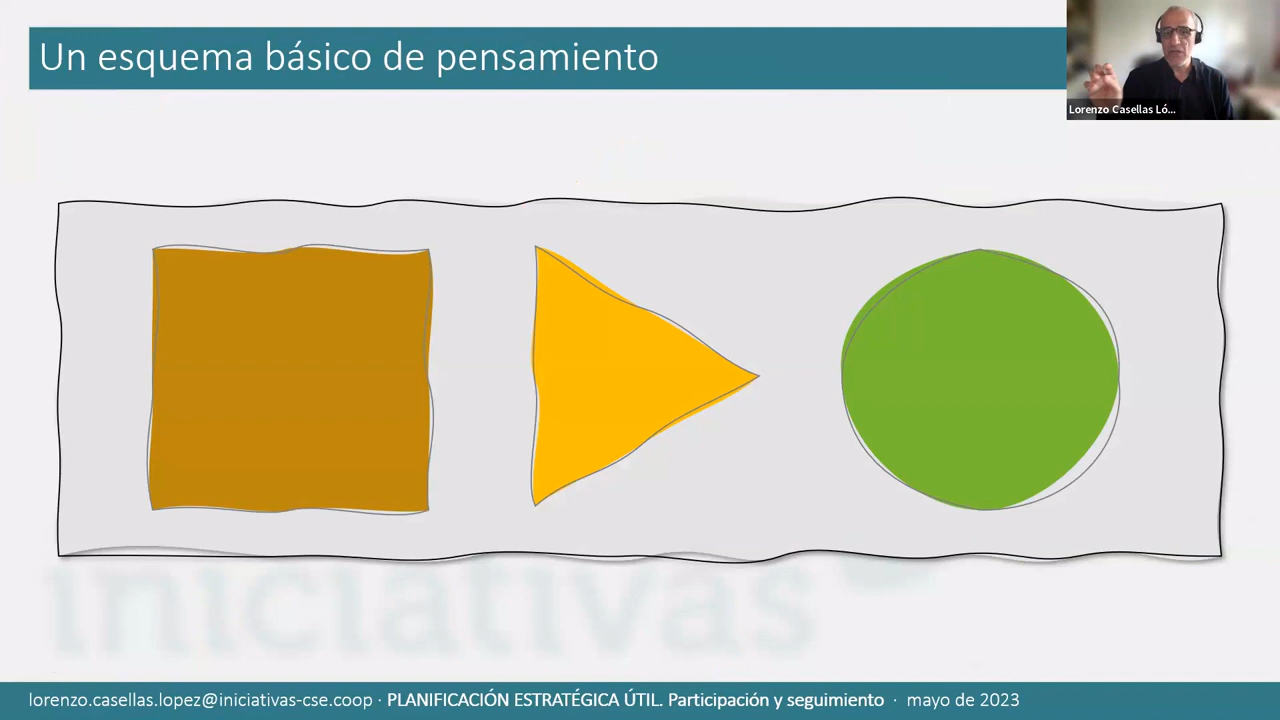 Un esquema básico de pensamiento
Lorenzo Casellas Ló...
iniciativas
lorenzo.casellas.lopez@iniciativas-cse.coop · PLANIFICACIÓN ESTRATÉGICA ÚTIL. Participación y seguimiento · mayo de 2023